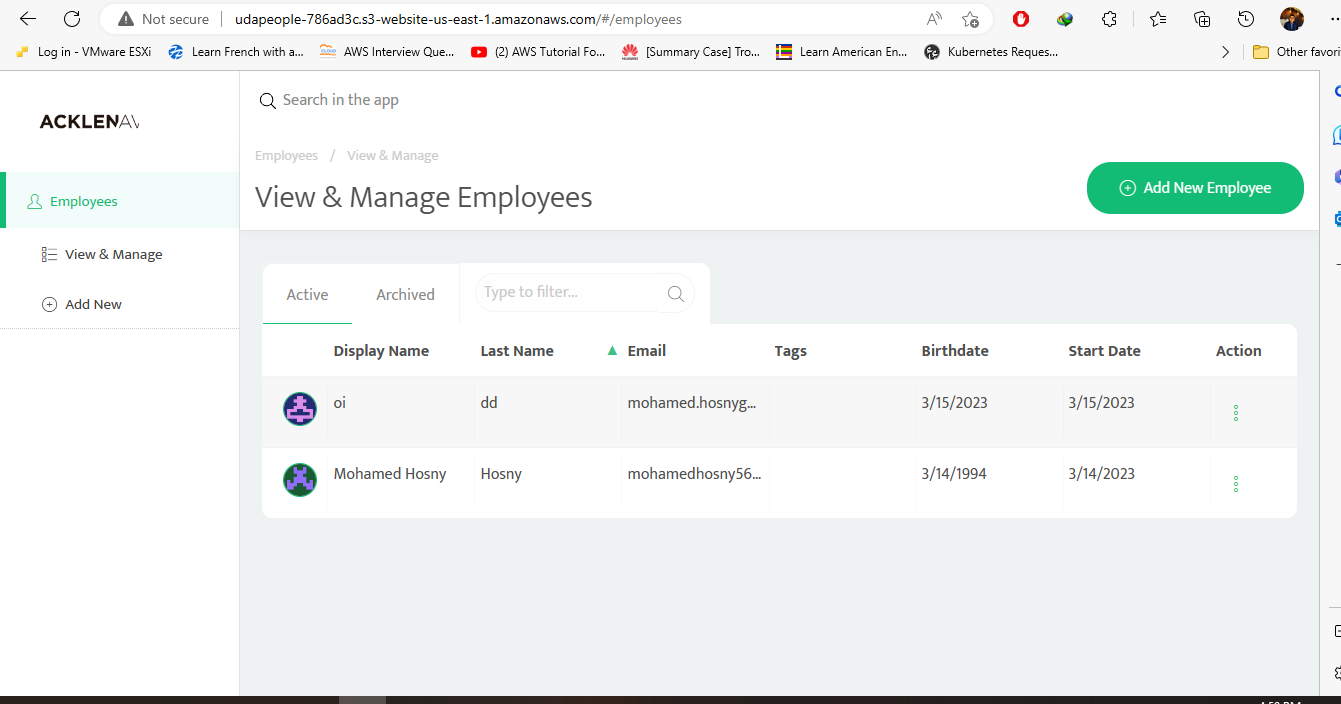 Not secure udapeople-786ad3c.s3-website-us-east-1.amazonaws.com/#/employees
Log in - VMware ESXi Learn French with a... AWS Interview Que... (2) AWS Tutorial Fo... [Summary Case] Tro... Learn American En... Kubernetes Reques... Other favori
ACKLENAV
Search in the app
Employees / View & Manage
View & Manage Employees
Add New Employee
Employees
View & Manage
Add New
Active Archived Type to filter...
Display Name Last Name Email Tags Birthdate Start Date Action
oi dd mohamed.hosnyg... 3/15/2023 3/15/2023
Mohamed Hosny Hosny mohamedhosny56... 3/14/1994 3/14/2023